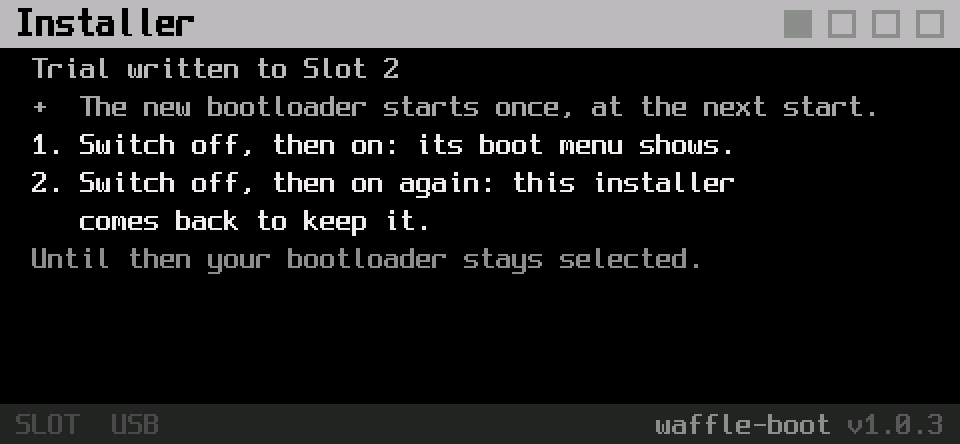 Installer
Trial written to Slot 2
+  The new bootloader starts once, at the next start.
1. Switch off, then on: its boot menu shows.
2. Switch off, then on again: this installer
   comes back to keep it.
Until then your bootloader stays selected.
SLOT  USB  waffle-boot v1.0.3